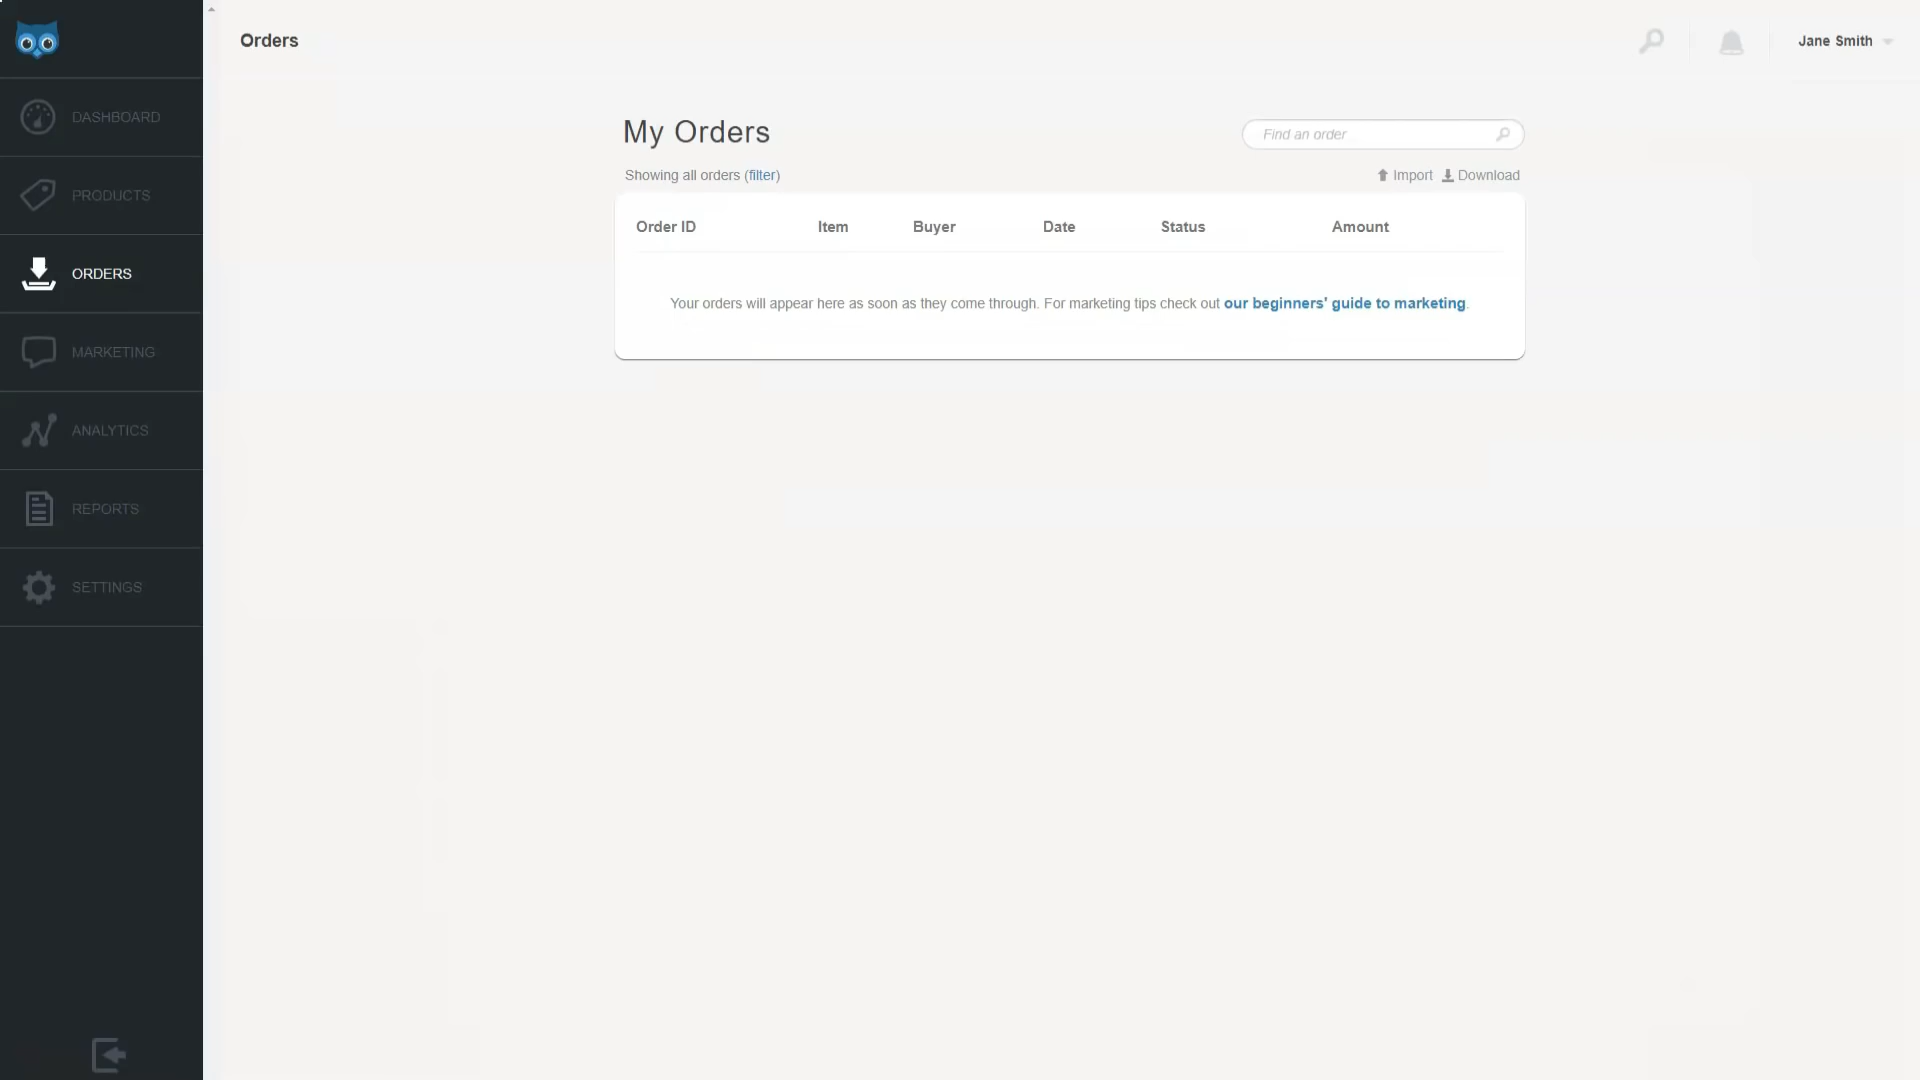 Orders
Jane Smith
DASHBOARD
PRODUCTS
ORDERS
MARKETING
ANALYTICS
REPORTS
SETTINGS
My Orders
Find an order
Showing all orders (filter)
Import Download
Order ID Item Buyer Date Status Amount
Your orders will appear here as soon as they come through. For marketing tips check out our beginners' guide to marketing.